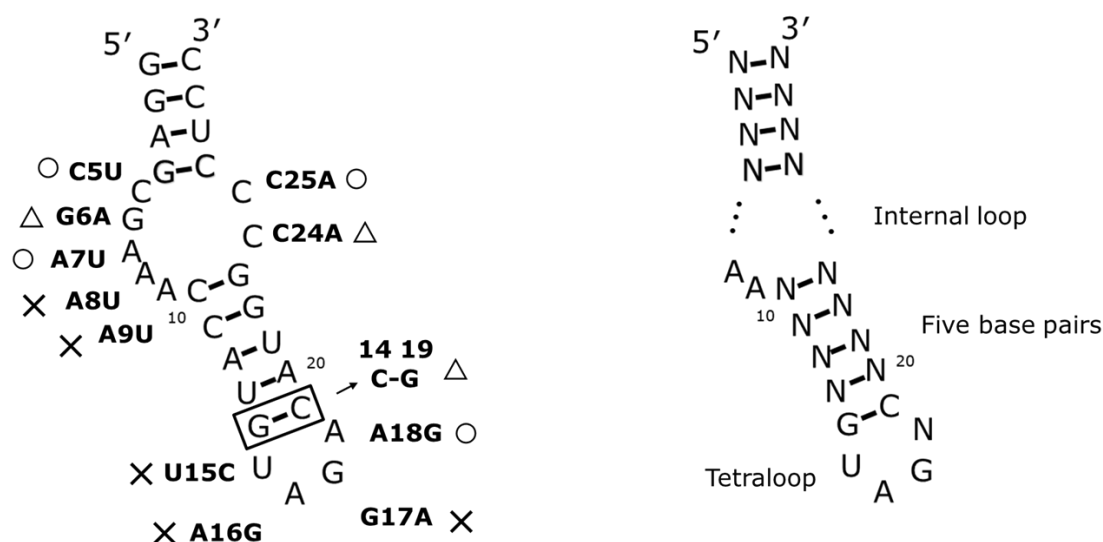 5′ 3′
G-C
G-C
A-U
G-C
○ C5U C C C25A ○
△ G6A G C C24A △
○ A7U A
A A C-G
× A8U
10 C-G
× A9U
A-U
U-A 20
14 19
C-G △
G-C
A A18G ○
× U15C U G
A
× A16G
G17A ×
5′ 3′
N-N
N-N
N-N
N-N
Internal loop
A A N-N
10 N-N
Five base pairs
N-N
N-N 20
G-C
N
U G
Tetraloop
A